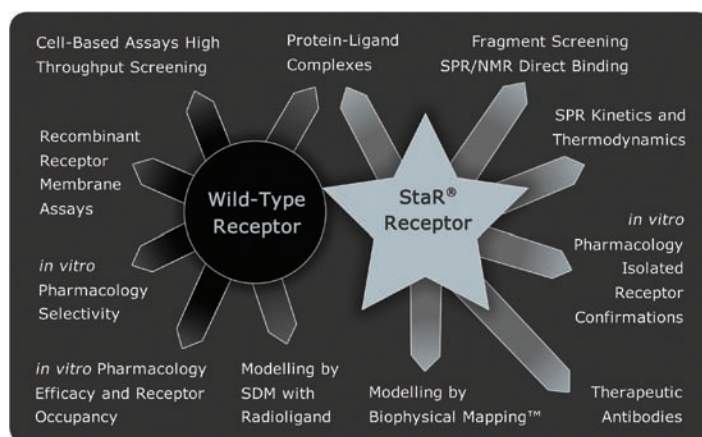 Cell-Based Assays High
Throughput Screening
Protein-Ligand
Complexes
Fragment Screening
SPR/NMR Direct Binding
SPR Kinetics and
Thermodynamics
Recombinant
Receptor
Membrane
Assays
Wild-Type
Receptor
StaR®
Receptor
in vitro
Pharmacology
Isolated
Receptor
Confirmations
in vitro
Pharmacology
Selectivity
in vitro Pharmacology
Efficacy and Receptor
Occupancy
Modelling by
SDM with
Radioligand
Modelling by
Biophysical Mapping™
Therapeutic
Antibodies